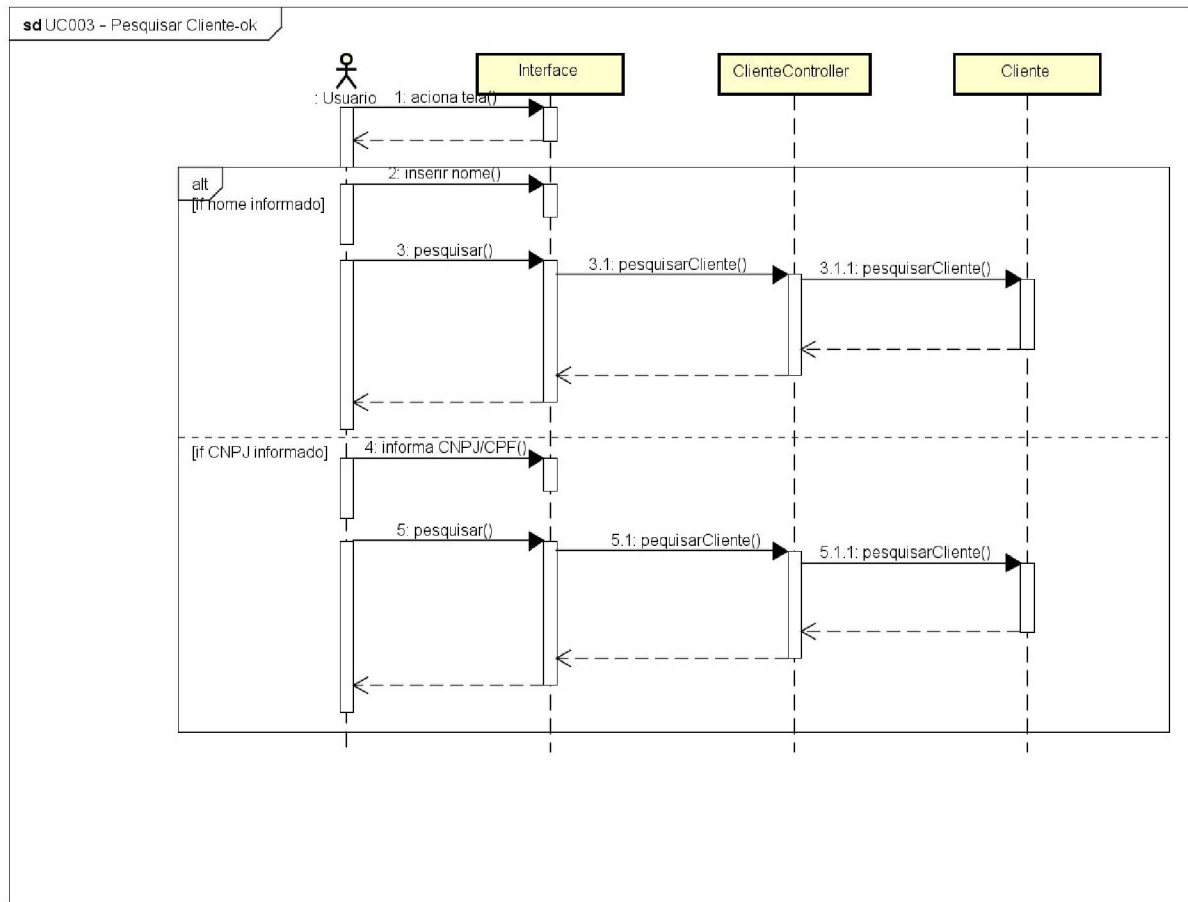 sd UC003 – Pesquisar Cliente-ok
Interface
ClienteController
Cliente
: Usuario
1: aciona tela()
alt
2: inserir nome()
[if nome informado]
3: pesquisar()
3.1: pesquisarCliente()
3.1.1: pesquisarCliente()
[if CNPJ informado]
4: informa CNPJ/CPF()
5: pesquisar()
5.1: pequisarCliente()
5.1.1: pesquisarCliente()